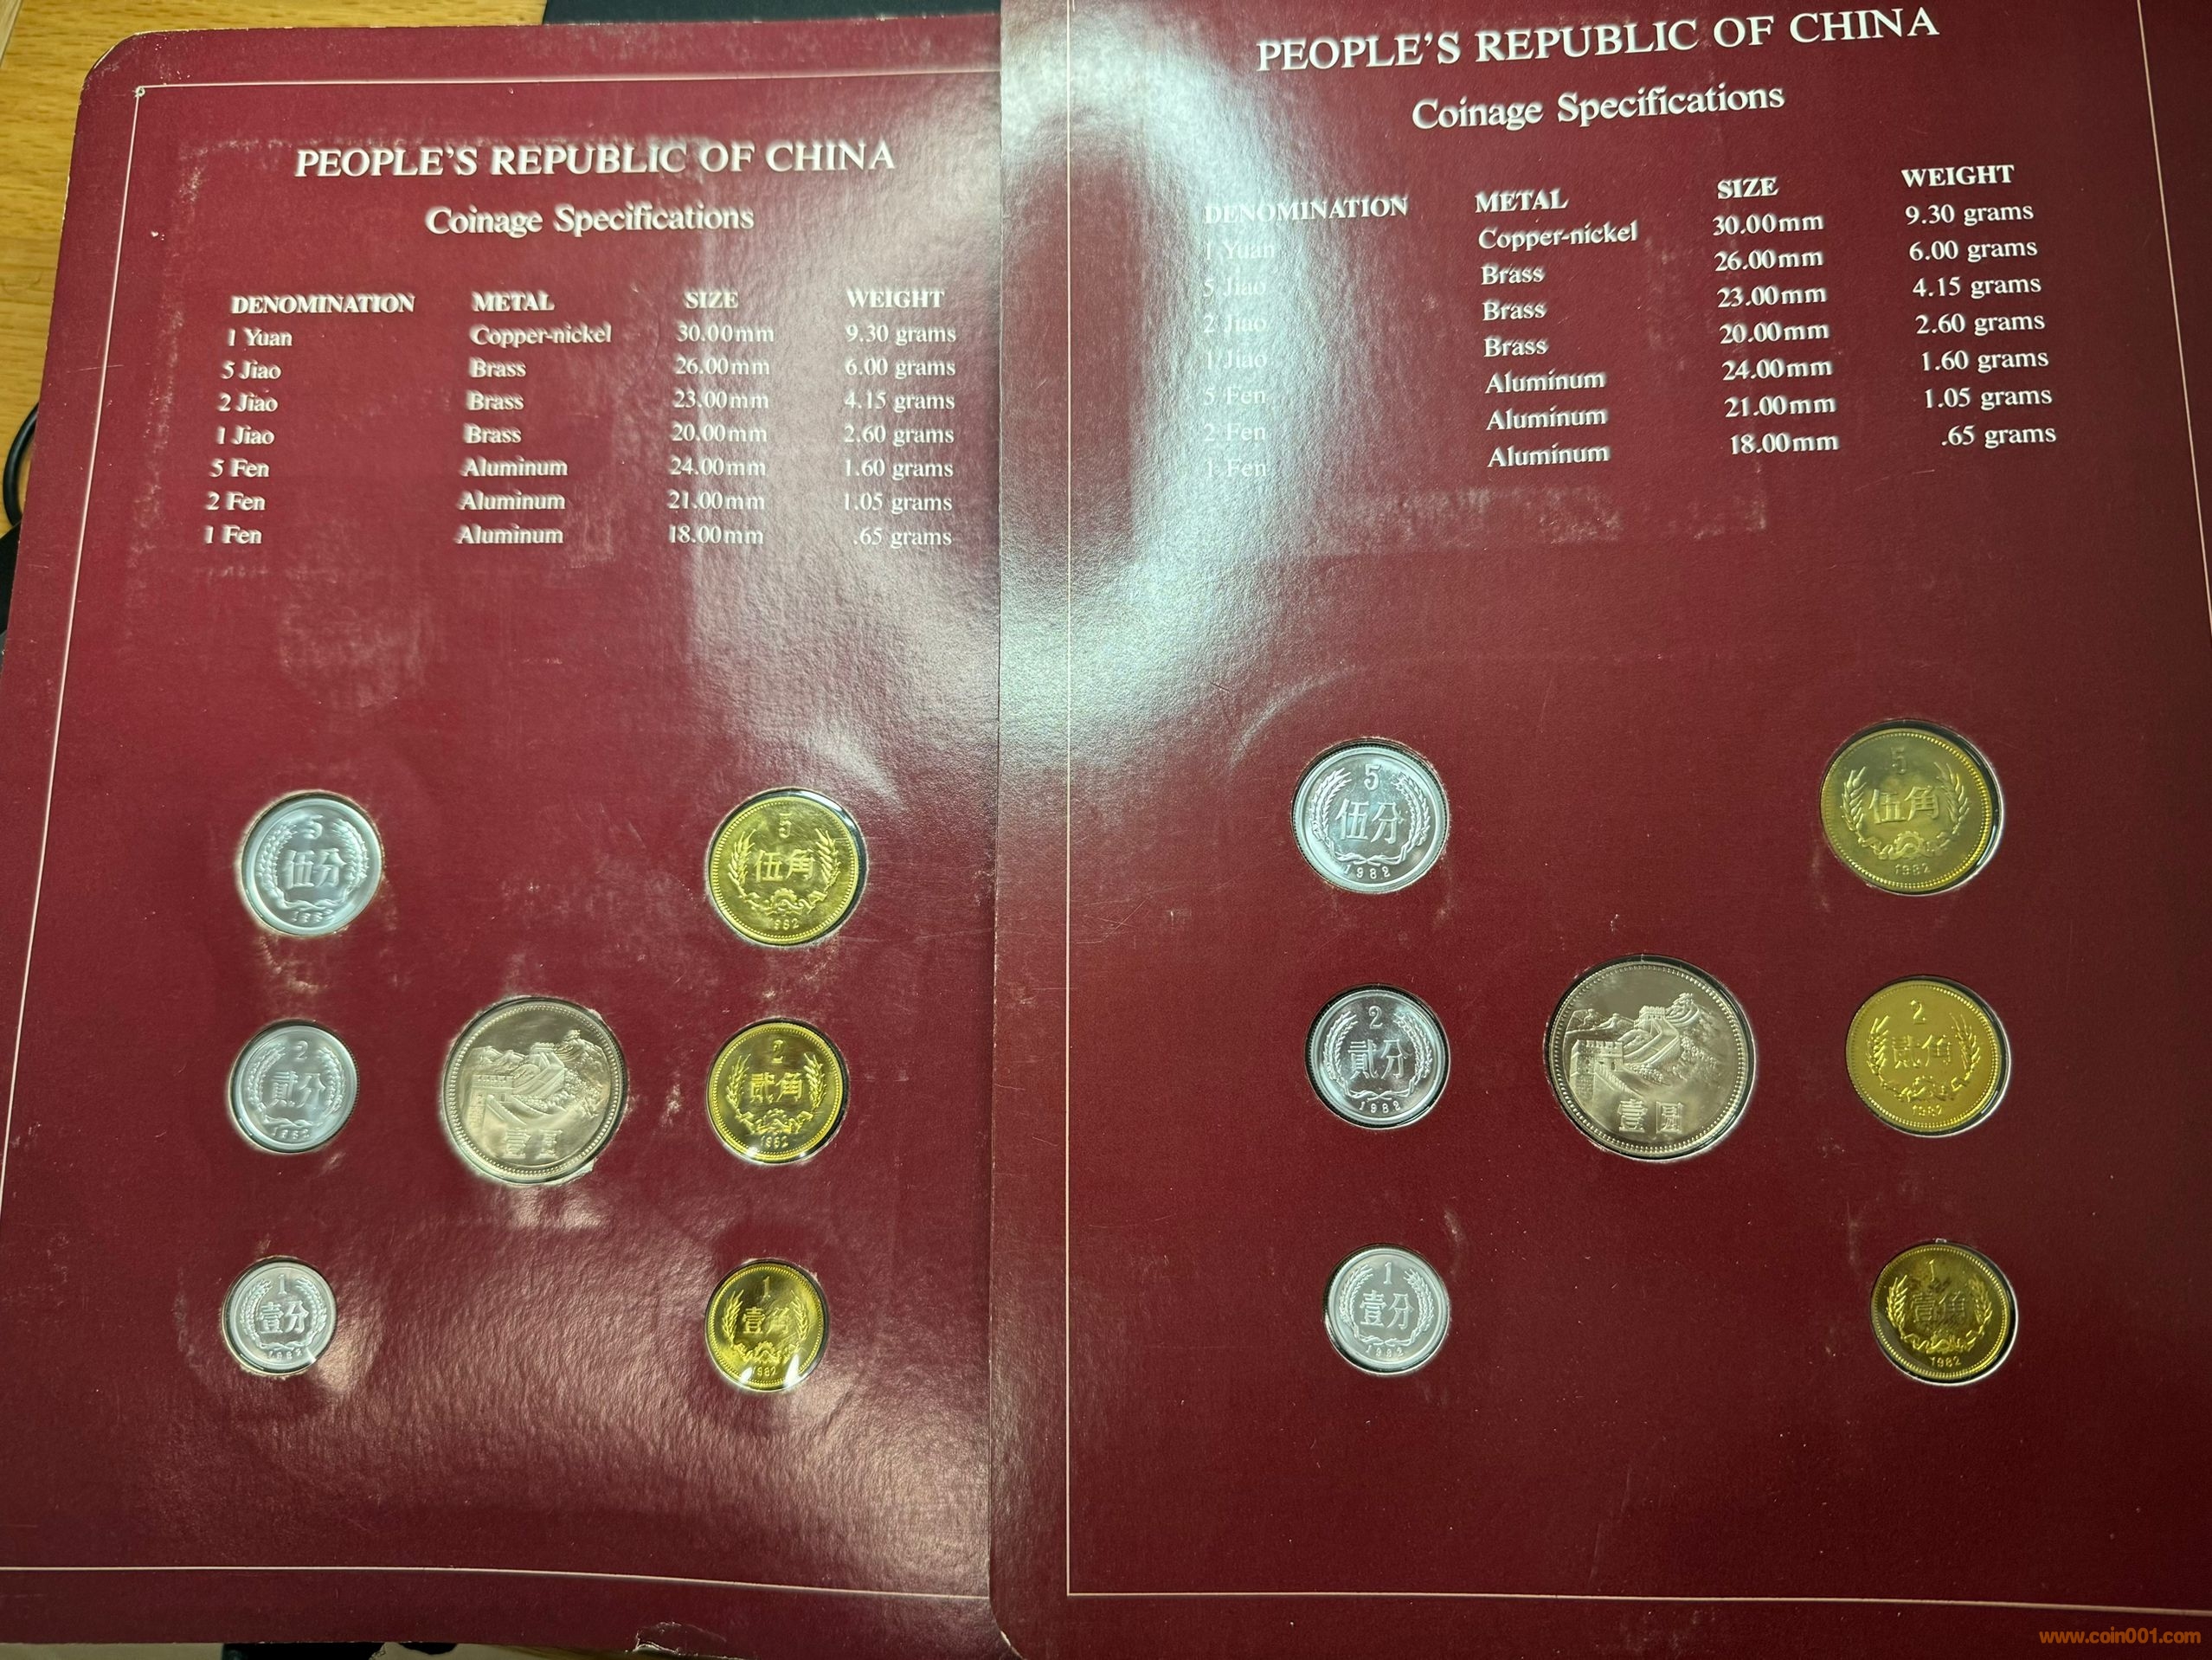 PEOPLE'S REPUBLIC OF CHINA
Coinage Specifications
DENOMINATION METAL SIZE WEIGHT
1 Yuan Copper-nickel 30.00mm 9.30 grams
5 Jiao Brass 26.00mm 6.00 grams
2 Jiao Brass 23.00mm 4.15 grams
1 Jiao Brass 20.00mm 2.60 grams
5 Fen Aluminum 24.00mm 1.60 grams
2 Fen Aluminum 21.00mm 1.05 grams
1 Fen Aluminum 18.00mm .65 grams
5
伍分
1982
5
伍角
1982
2
貳分
1982
壹圆
2
贰角
1982
1
壹分
1982
1
壹角
1982
PEOPLE'S REPUBLIC OF CHINA
Coinage Specifications
DENOMINATION METAL SIZE WEIGHT
1 Yuan Copper-nickel 30.00mm 9.30 grams
5 Jiao Brass 26.00mm 6.00 grams
2 Jiao Brass 23.00mm 4.15 grams
1 Jiao Brass 20.00mm 2.60 grams
5 Fen Aluminum 24.00mm 1.60 grams
2 Fen Aluminum 21.00mm 1.05 grams
1 Fen Aluminum 18.00mm .65 grams
5
伍分
1982
5
伍角
1982
2
貳分
1982
壹圆
2
贰角
1982
1
壹分
1982
1
壹角
1982
www.coin001.com